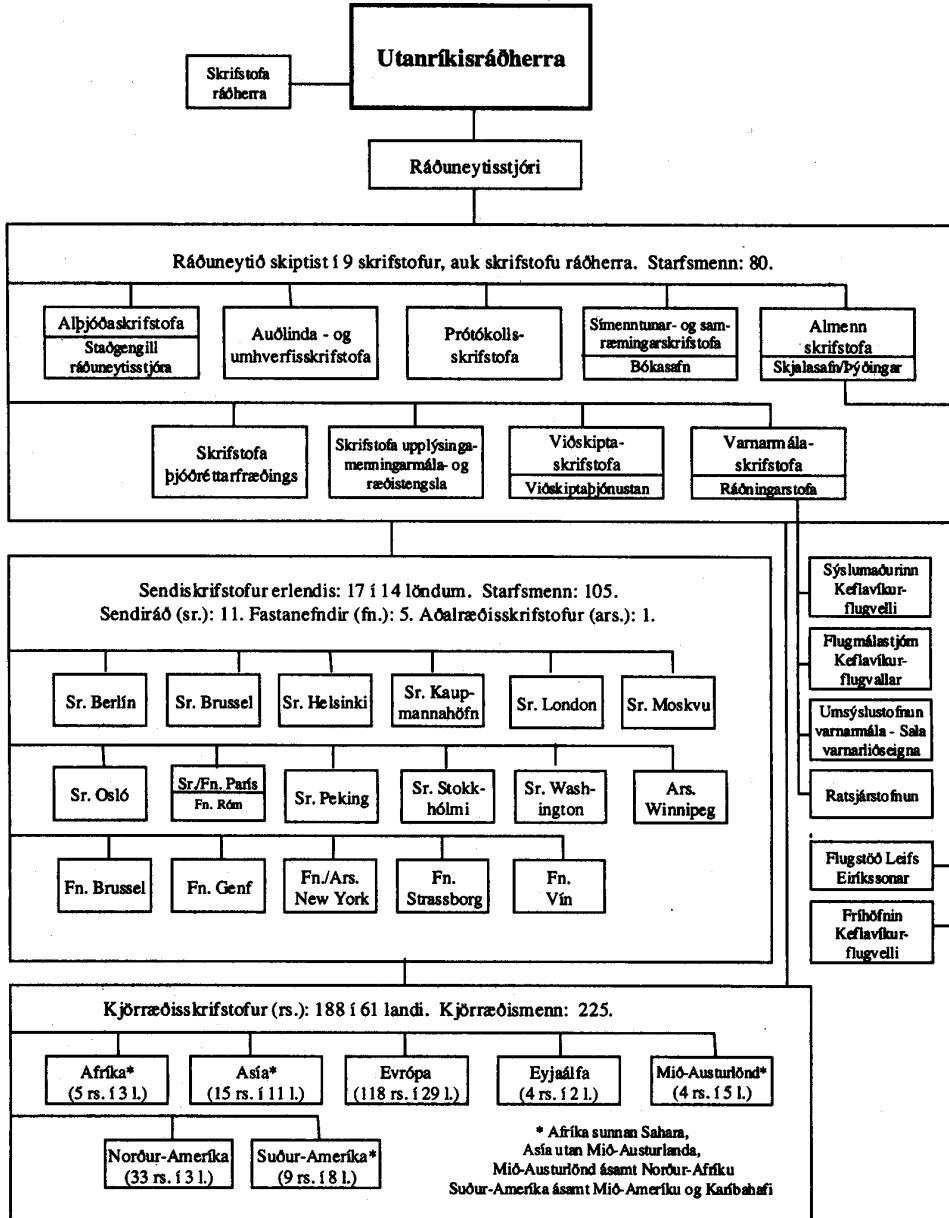 Utanríkisráðherra
Skrifstofa
ráðherra
Ráðuneytisstjóri
Ráðuneytið skiptist í 9 skrifstofur, auk skrifstofu ráðherra. Starfsmenn: 80.
Alþjóðaskrifstofa
Staðgengill
ráðuneytisstjóra
Auðlinda - og
umhverfisskrifstofa
Prótókolls-
skrifstofa
Símenntunar- og sam-
ræmingarskrifstofa
Bókasafn
Almenn
skrifstofa
Skjalasafn/Þýðingar
Skrifstofa
þjóðréttarfræðings
Skrifstofa upplýsinga-
menningarmála- og
ræðistengsla
Viðskipta-
skrifstofa
Viðskiptaþjónustan
Varnarmála-
skrifstofa
Ráðningarstofa
Sendiskrifstofur erlendis: 17 í 14 löndum. Starfsmenn: 105.
Sendiráð (sr.): 11. Fastanefndir (fn.): 5. Aðalræðisskrifstofur (ars.): 1.
Sr. Berlín
Sr. Brussel
Sr. Helsinki
Sr. Kaup-
mannahöfn
Sr. London
Sr. Moskvu
Sr. Osló
Sr./Fn. París
Fn. Róm
Sr. Peking
Sr. Stokk-
hólmi
Sr. Wash-
ington
Ars.
Winnipeg
Fn. Brussel
Fn. Genf
Fn./Ars.
New York
Fn.
Strassborg
Fn.
Vín
Sýslumaðurinn
Keflavíkur-
flugvelli
Flugmálastjórn
Keflavíkur-
flugvallar
Umsýslustofnun
varnarmála - Sala
varnarliðseigna
Ratsjárstofnun
Flugstöð Leifs
Eiríkssonar
Fríhöfnin
Keflavíkur-
flugvelli
Kjörræðisskrifstofur (rs.): 188 í 61 landi. Kjörræðismenn: 225.
Afríka*
(5 rs. í 3 l.)
Asía*
(15 rs. í 11 l.)
Evrópa
(118 rs. í 29 l.)
Eyjaálfa
(4 rs. í 2 l.)
Mið-Austurlönd*
(4 rs. í 5 l.)
Norður-Ameríka
(33 rs. í 3 l.)
Suður-Ameríka*
(9 rs. í 8 l.)
* Afríka sunnan Sahara,
Asía utan Mið-Austurlanda,
Mið-Austurlönd ásamt Norður-Afríku
Suður-Ameríka ásamt Mið-Ameríku og Karíbahafi